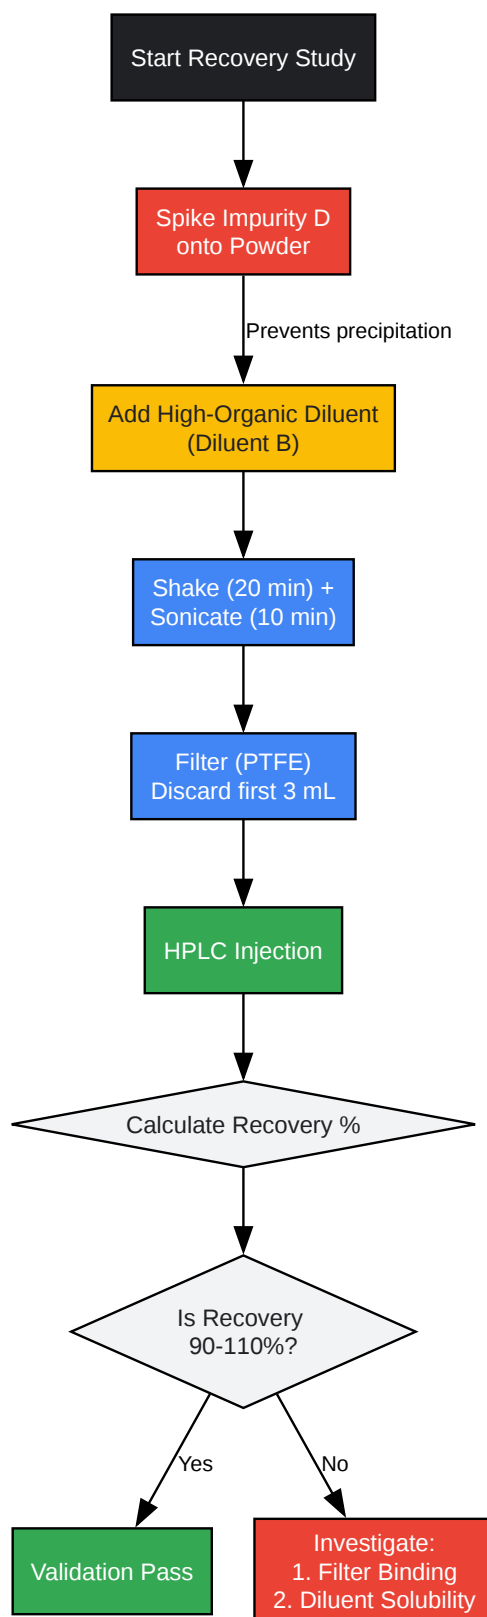 Start Recovery Study
Spike Impurity D
onto Powder
Prevents precipitation
Add High-Organic Diluent
(Diluent B)
Shake (20 min) +
Sonicate (10 min)
Filter (PTFE)
Discard first 3 mL
HPLC Injection
Calculate Recovery %
Is Recovery
90-110%?
Yes
No
Validation Pass
Investigate:
1. Filter Binding
2. Diluent Solubility